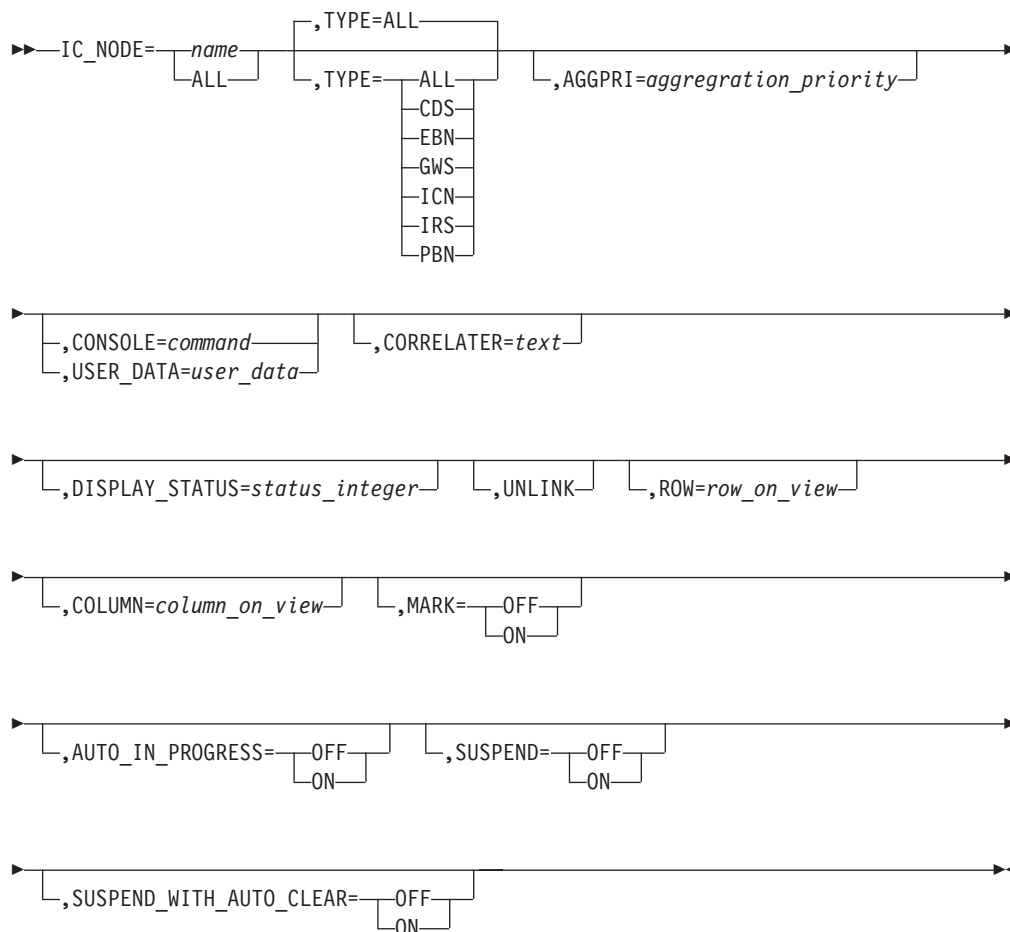 ,TYPE=ALL
IC_NODE= name ,TYPE= ALL ,AGGPRI=aggregration_priority
ALL CDS
EBN
GWS
ICN
IRS
PBN
,CONSOLE=command ,CORRELATER=text
,USER_DATA=user_data
,DISPLAY_STATUS=status_integer ,UNLINK ,ROW=row_on_view
,COLUMN=column_on_view ,MARK= OFF
ON
,AUTO_IN_PROGRESS= OFF ,SUSPEND= OFF
ON ON
,SUSPEND_WITH_AUTO_CLEAR= OFF
ON